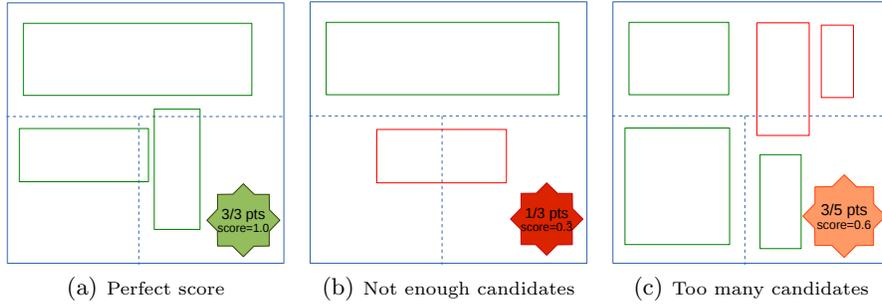 3/3 pts
score=1.0
1/3 pts
score=0.3
3/5 pts
score=0.6
(a) Perfect score
(b) Not enough candidates
(c) Too many candidates